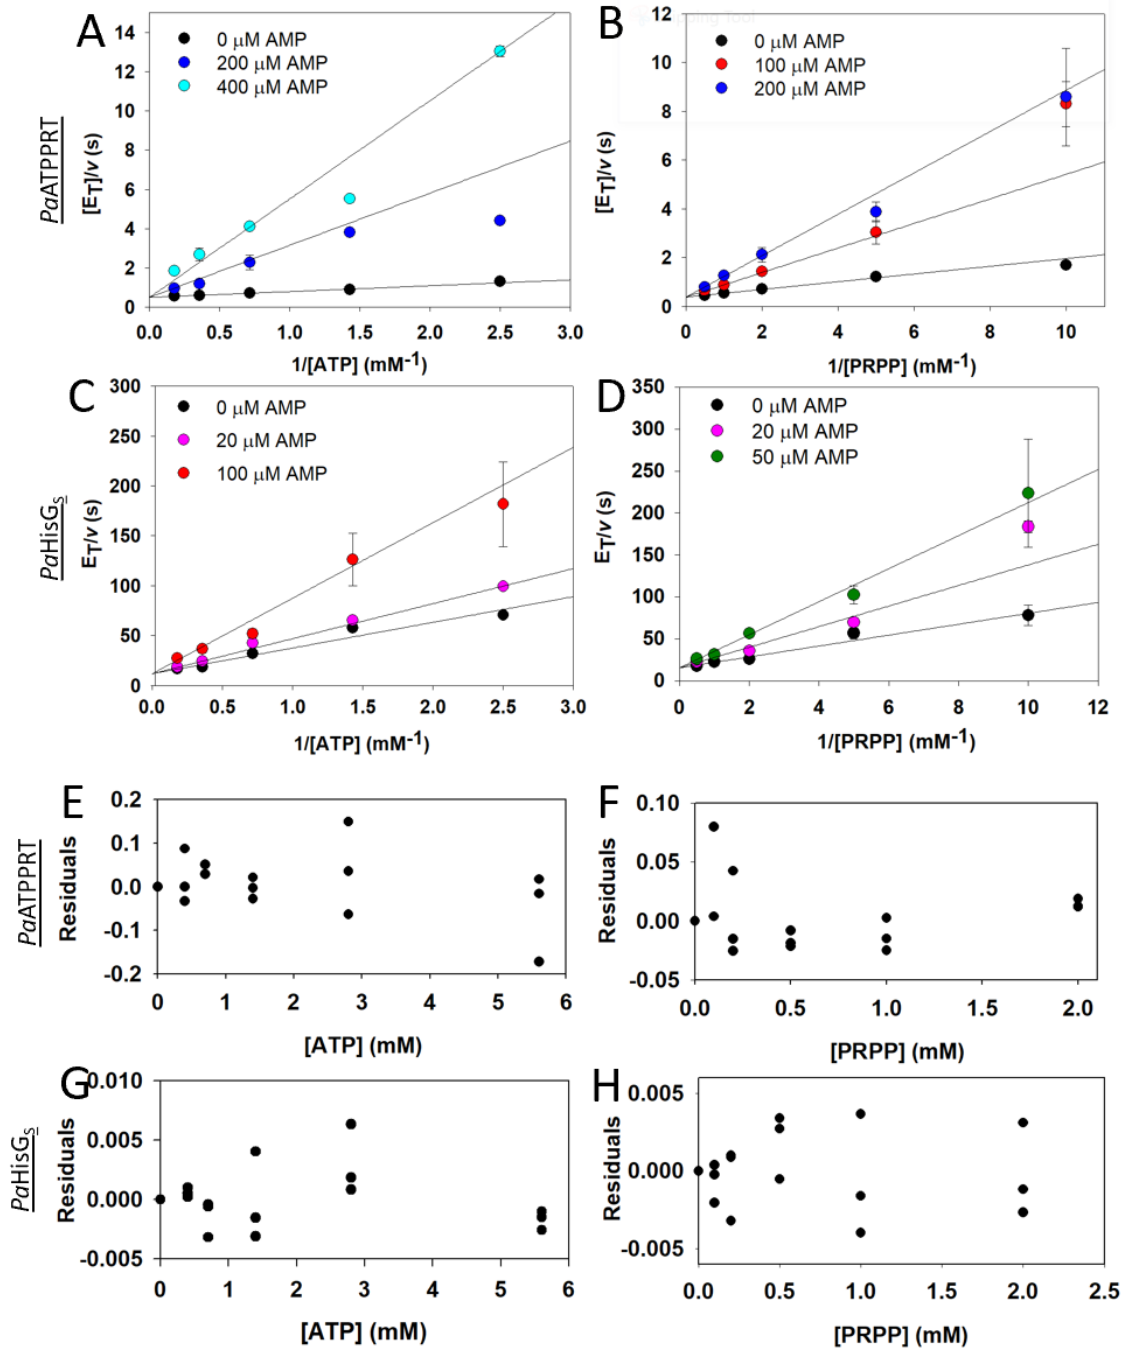 A
0 μM AMP
200 μM AMP
400 μM AMP
14
12
10
8
6
4
2
0
0.0 0.5 1.0 1.5 2.0 2.5 3.0
1/[ATP] (mM-1)
[ET]/v (s)
PaATPPRT
B
0 μM AMP
100 μM AMP
200 μM AMP
12
10
8
6
4
2
0
0 2 4 6 8 10
1/[PRPP] (mM-1)
[ET]/v (s)
C
0 μM AMP
20 μM AMP
100 μM AMP
300
250
200
150
100
50
0
0.0 0.5 1.0 1.5 2.0 2.5 3.0
1/[ATP] (mM-1)
ET/v (s)
PaHisGS
D
0 μM AMP
20 μM AMP
50 μM AMP
350
300
250
200
150
100
50
0
0 2 4 6 8 10 12
1/[PRPP] (mM-1)
ET/v (s)
E
0.2
0.1
0.0
-0.1
-0.2
0 1 2 3 4 5 6
[ATP] (mM)
Residuals
PaATPPRT
F
0.10
0.05
0.00
-0.05
0.0 0.5 1.0 1.5 2.0
[PRPP] (mM)
Residuals
G
0.010
0.005
0.000
-0.005
0 1 2 3 4 5 6
[ATP] (mM)
Residuals
PaHisGS
H
0.005
0.000
-0.005
0.0 0.5 1.0 1.5 2.0 2.5
[PRPP] (mM)
Residuals